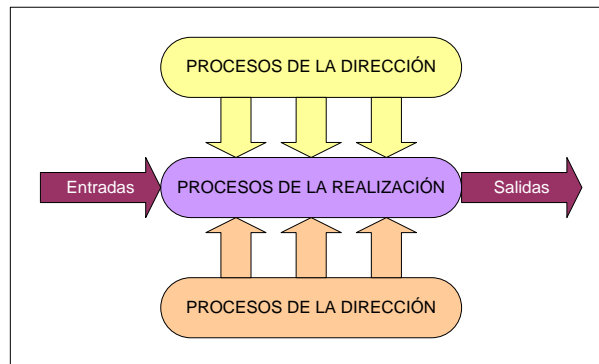 PROCESOS DE LA DIRECCIÓN
Entradas
PROCESOS DE LA REALIZACIÓN
Salidas
PROCESOS DE LA DIRECCIÓN